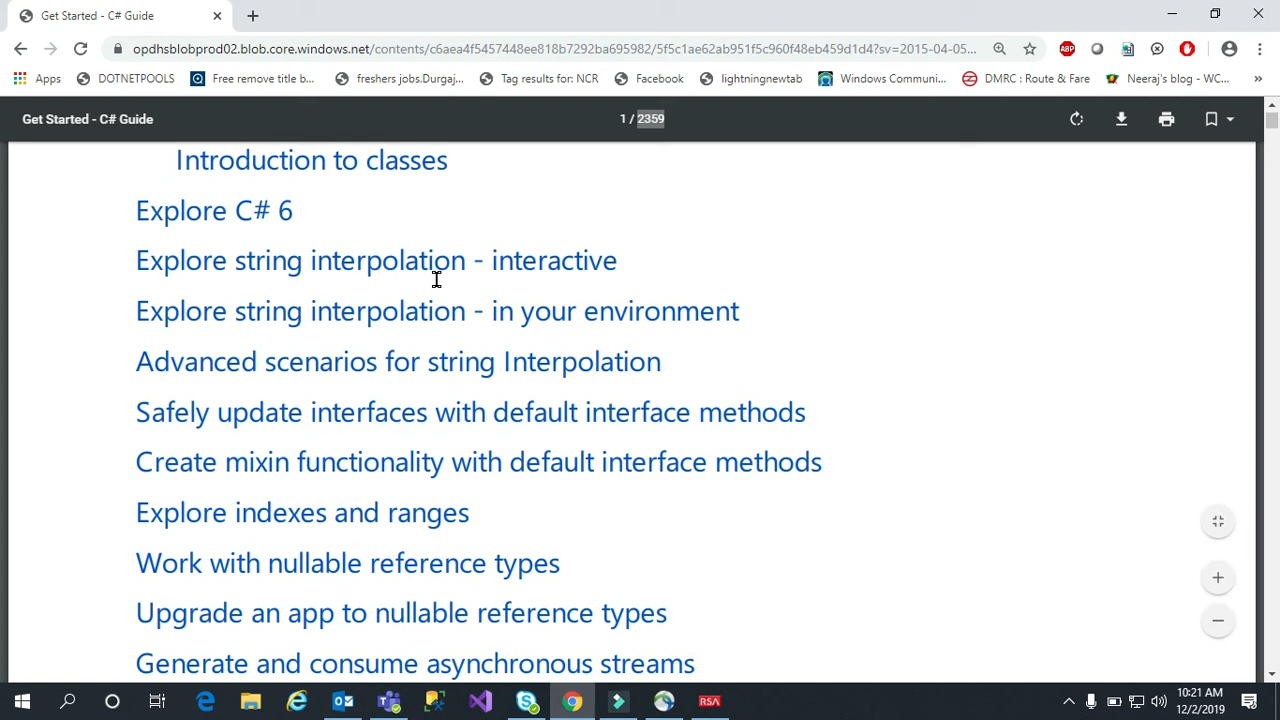 Get Started - C# Guide
opdhsblobprod02.blob.core.windows.net/contents/c6aea4f5457448ee818b7292ba695982/5f5c1ae62ab951f5c960f48eb459d1d4?sv=2015-04-05...
ABP
Apps DOTNETPOOLS Free remove title b... freshers jobs.Durgaj... Tag results for: NCR Facebook lightningnewtab Windows Communi... DMRC : Route & Fare Neeraj's blog - WC... »
Get Started - C# Guide 1 / 2359
Introduction to classes
Explore C# 6
Explore string interpolation - interactive
Explore string interpolation - in your environment
Advanced scenarios for string Interpolation
Safely update interfaces with default interface methods
Create mixin functionality with default interface methods
Explore indexes and ranges
Work with nullable reference types
Upgrade an app to nullable reference types
Generate and consume asynchronous streams
RSA
10:21 AM
12/2/2019